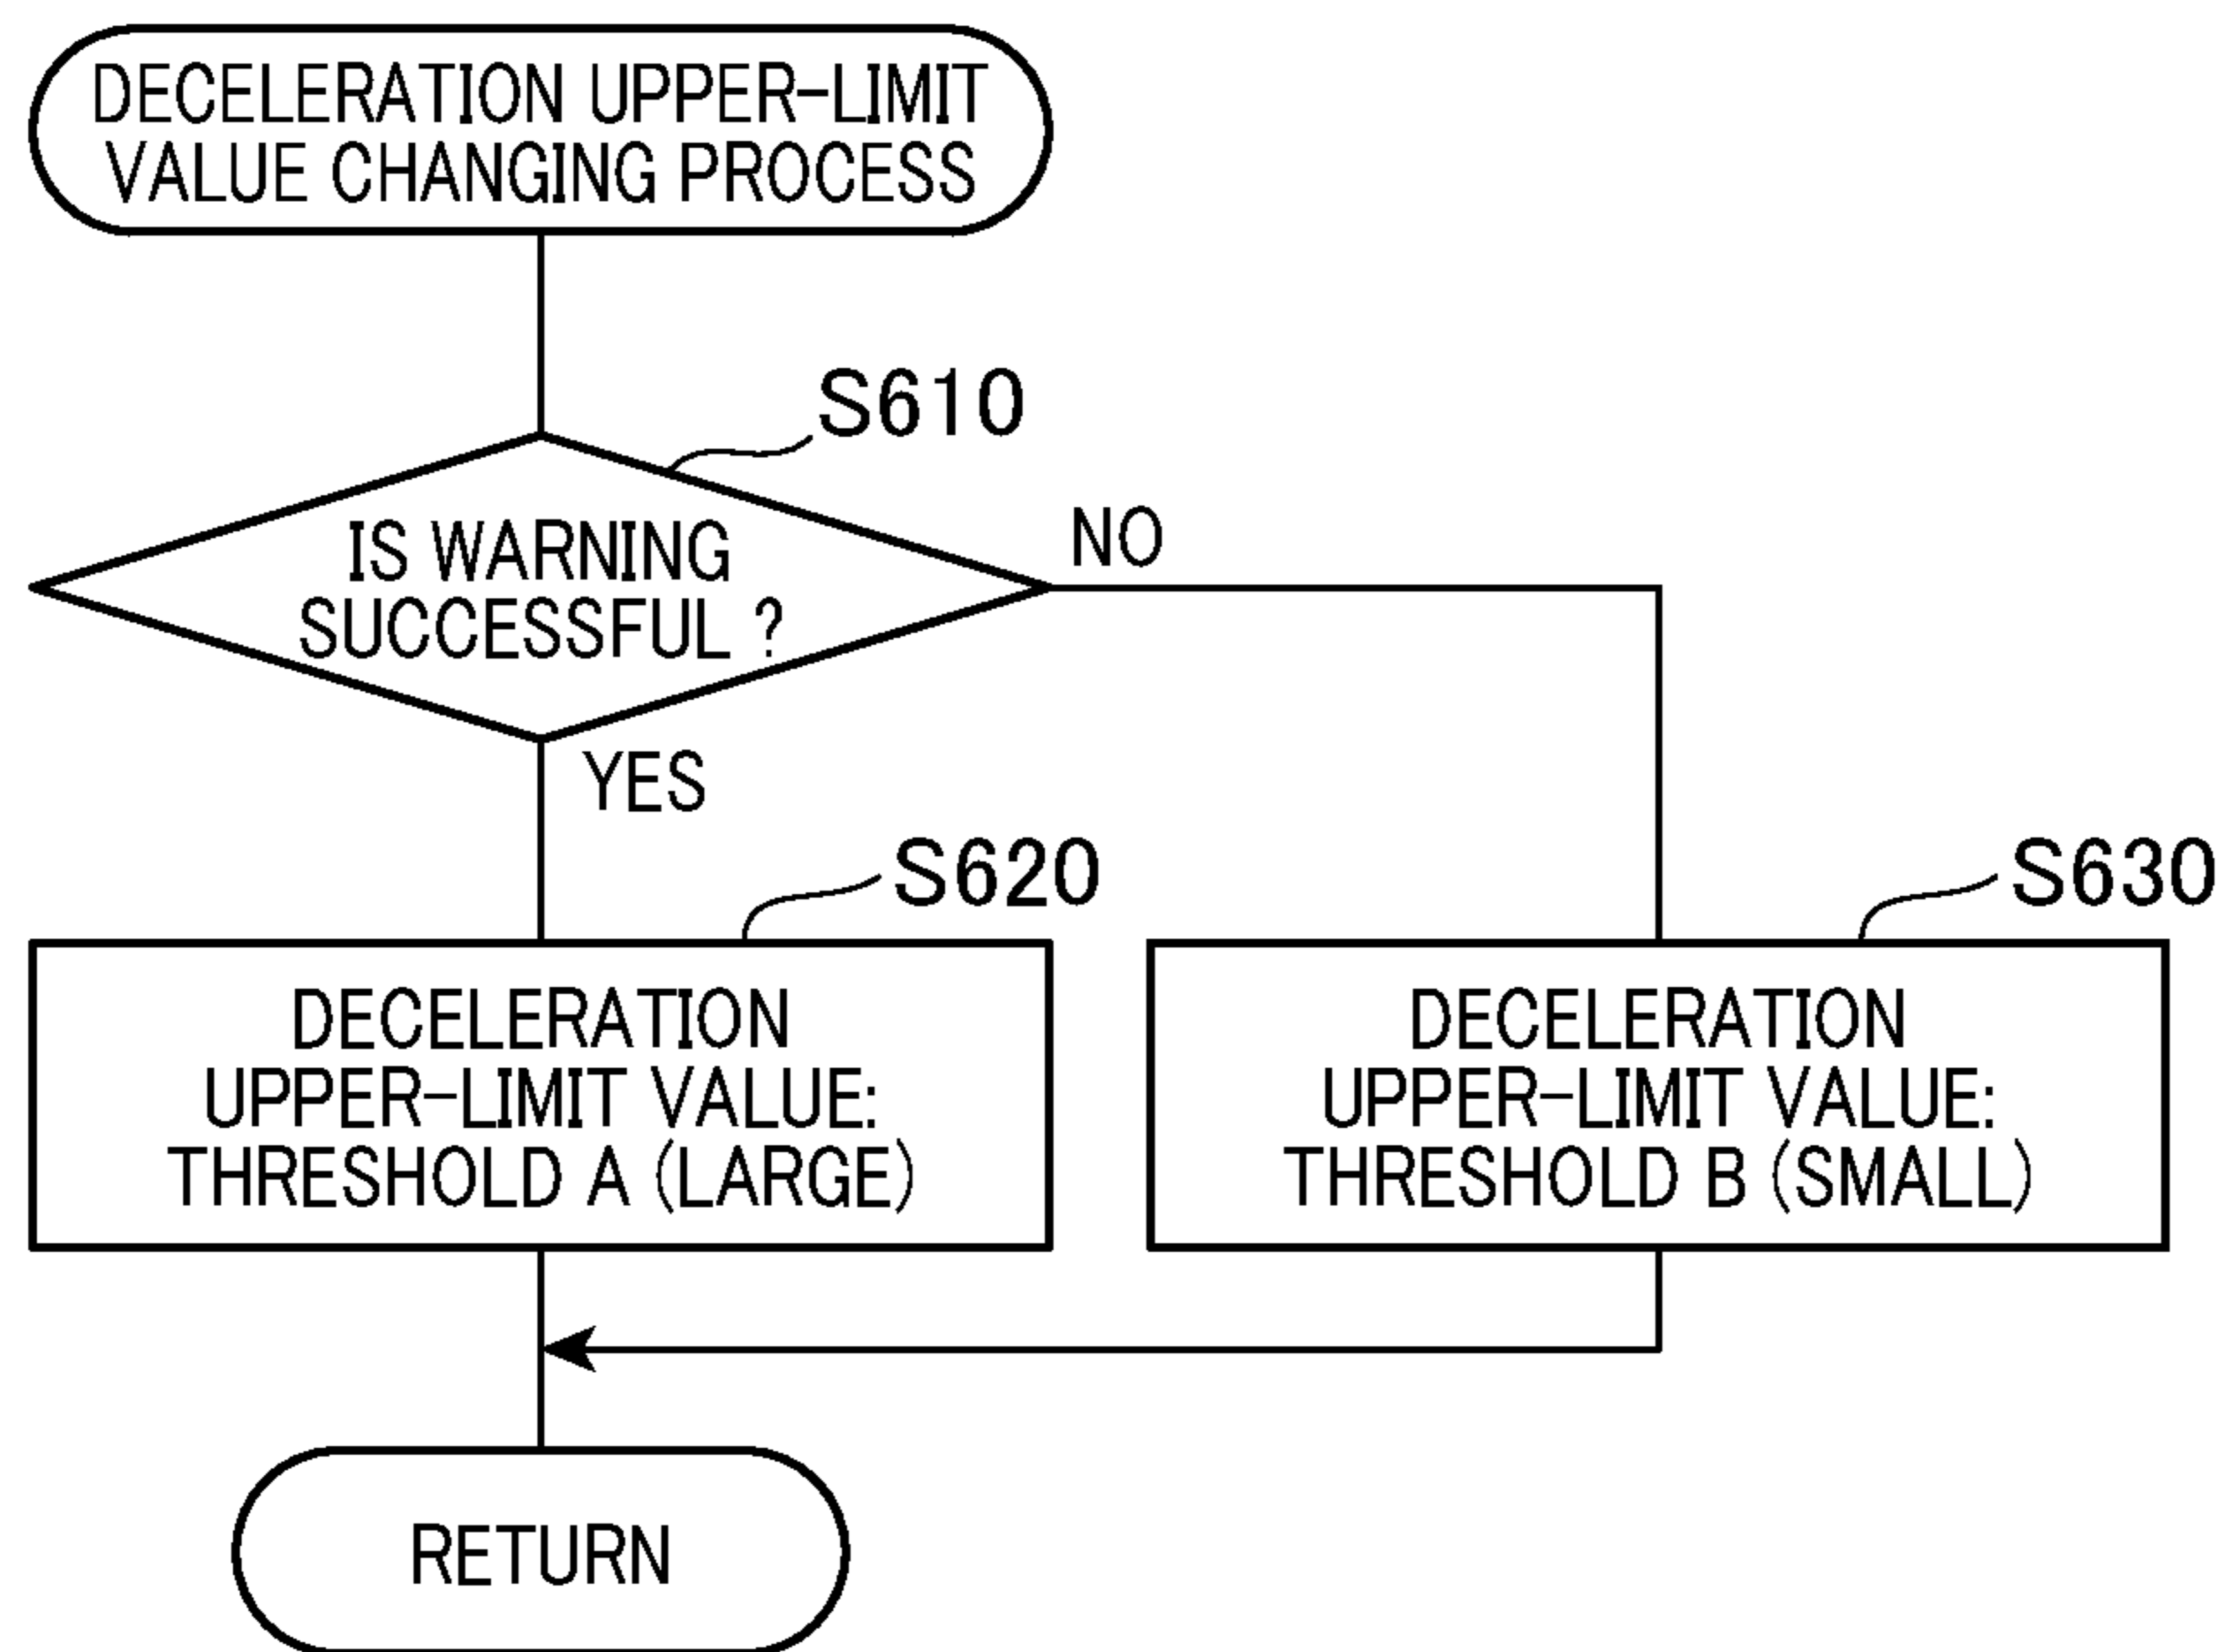 DECELERATION UPPER-LIMIT
VALUE CHANGING PROCESS
S610
IS WARNING
SUCCESSFUL ?
NO
YES
S620
DECELERATION
UPPER-LIMIT VALUE:
THRESHOLD A (LARGE)
S630
DECELERATION
UPPER-LIMIT VALUE:
THRESHOLD B (SMALL)
RETURN